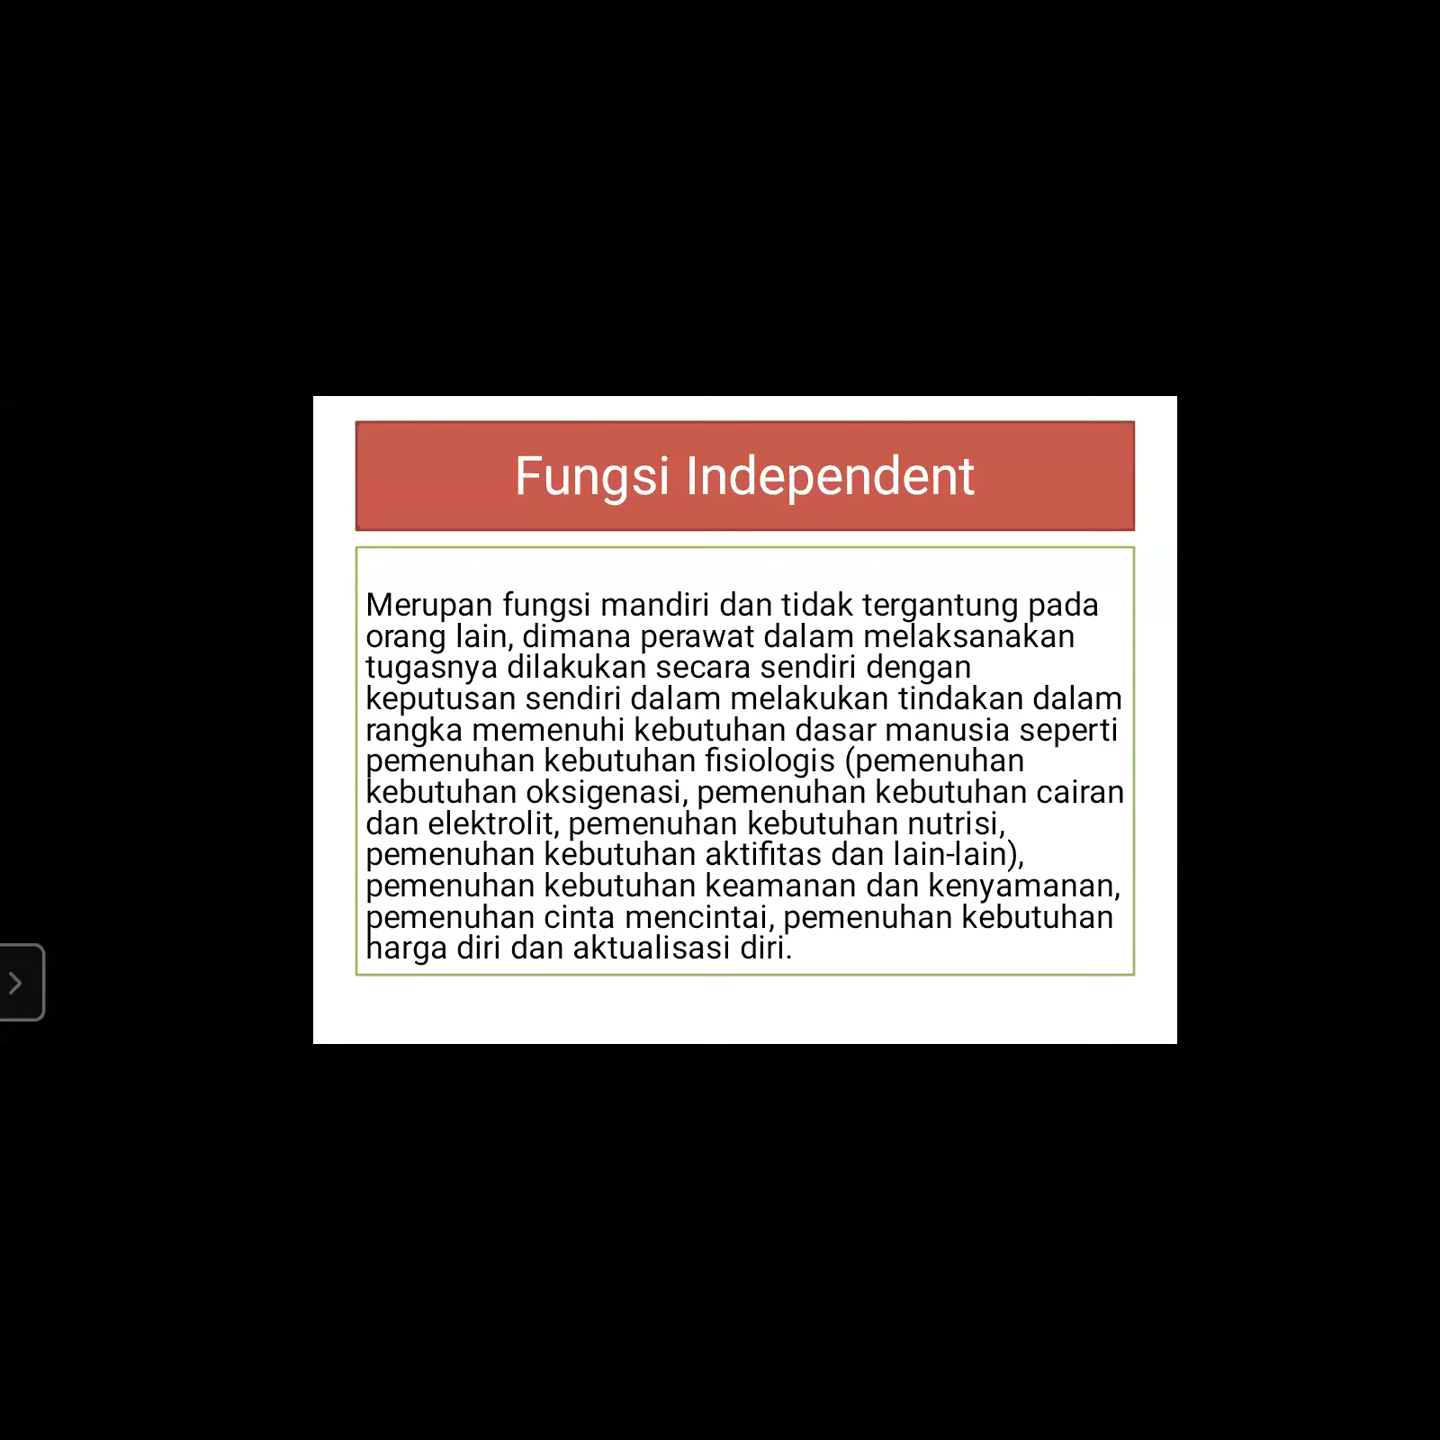 Fungsi Independent
Merupan fungsi mandiri dan tidak tergantung pada
orang lain, dimana perawat dalam melaksanakan
tugasnya dilakukan secara sendiri dengan
keputusan sendiri dalam melakukan tindakan dalam
rangka memenuhi kebutuhan dasar manusia seperti
pemenuhan kebutuhan fisiologis (pemenuhan
kebutuhan oksigenasi, pemenuhan kebutuhan cairan
dan elektrolit, pemenuhan kebutuhan nutrisi,
pemenuhan kebutuhan aktifitas dan lain-lain),
pemenuhan kebutuhan keamanan dan kenyamanan,
pemenuhan cinta mencintai, pemenuhan kebutuhan
harga diri dan aktualisasi diri.